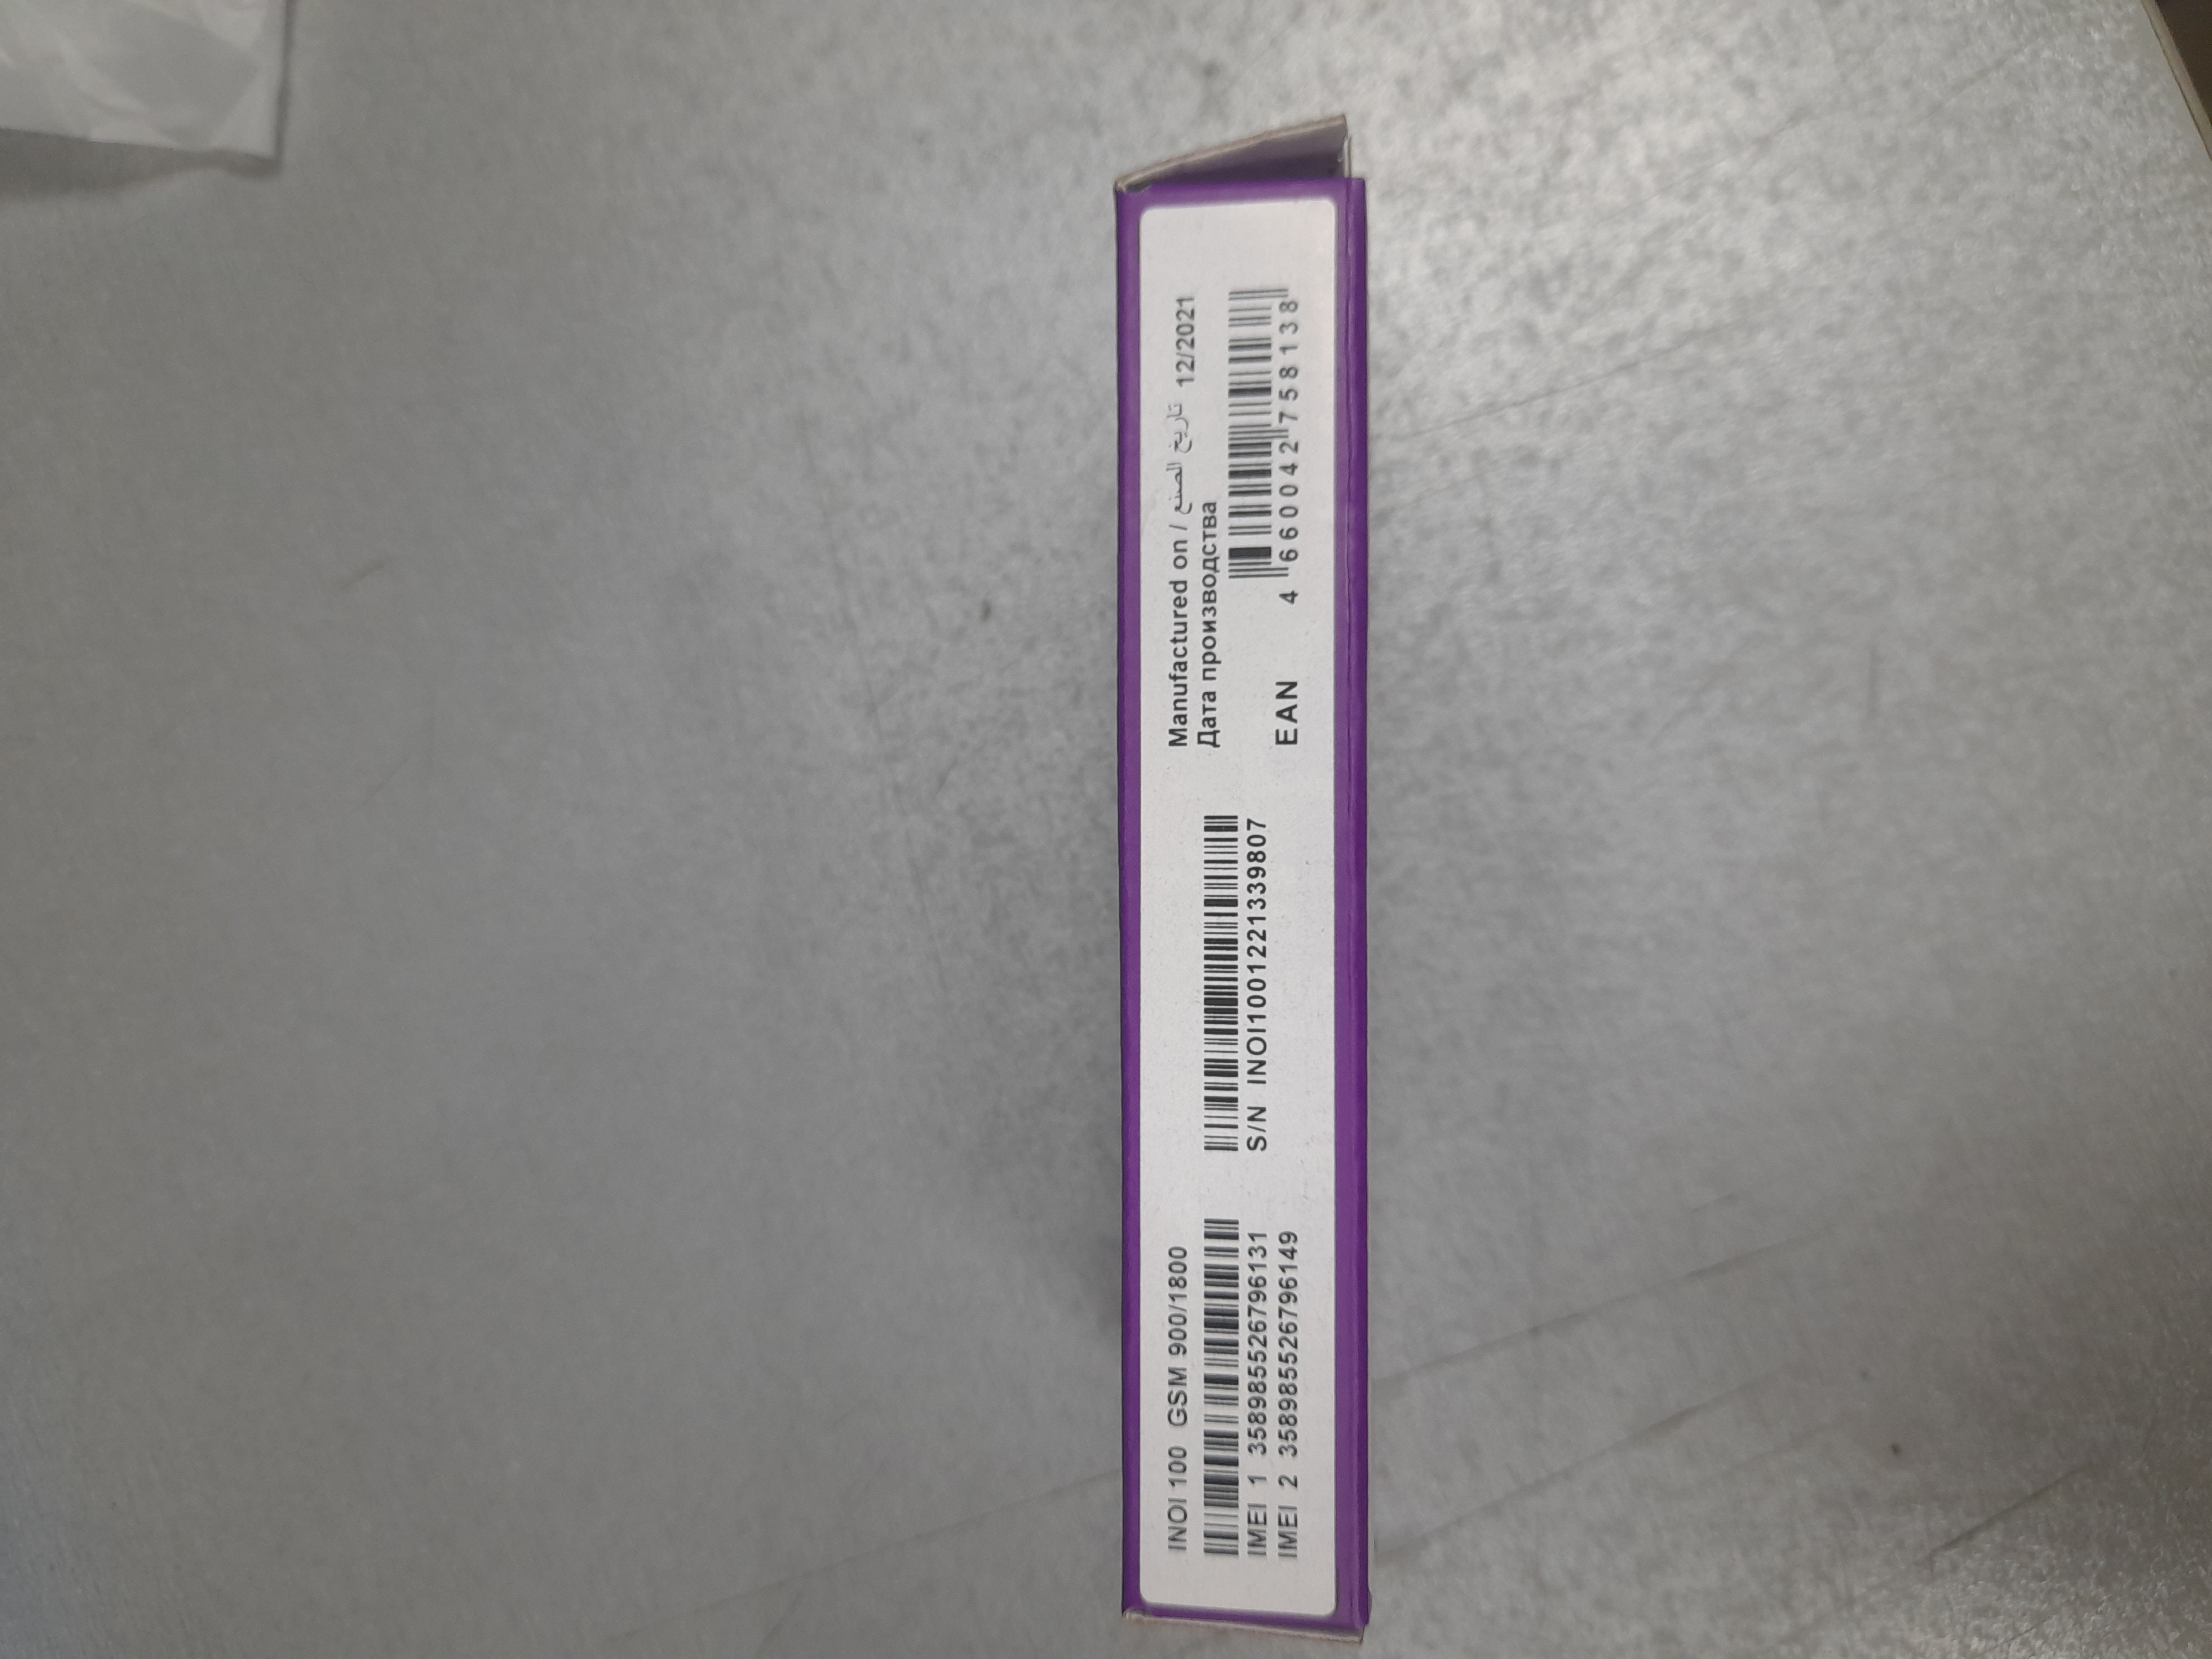 INOI 100 GSM 900/1800
IMEI 1 358985526796131
IMEI 2 358985526796149
S/N INOI1001221339807
Manufactured on / تاريخ الصنع 12/2021
Дата производства
EAN 4 660042 758138